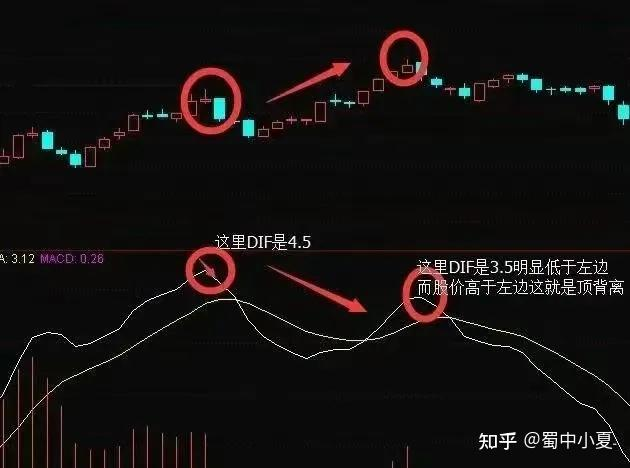 这里DIF是4.5
A: 3.12 MACD: 0.26
这里DIF是3.5明显低于左边
而股价高于左边这就是顶背离
知乎 @蜀中小夏